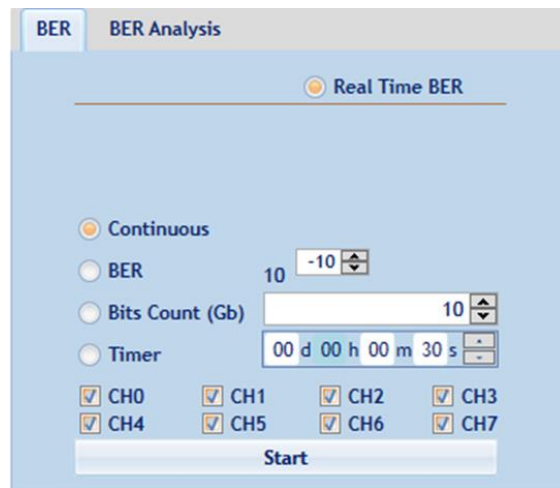 BER BER Analysis
Real Time BER
Continuous
BER 10 -10
Bits Count (Gb) 10
Timer 00 d 00 h 00 m 30 s
CH0 CH1 CH2 CH3
CH4 CH5 CH6 CH7
Start